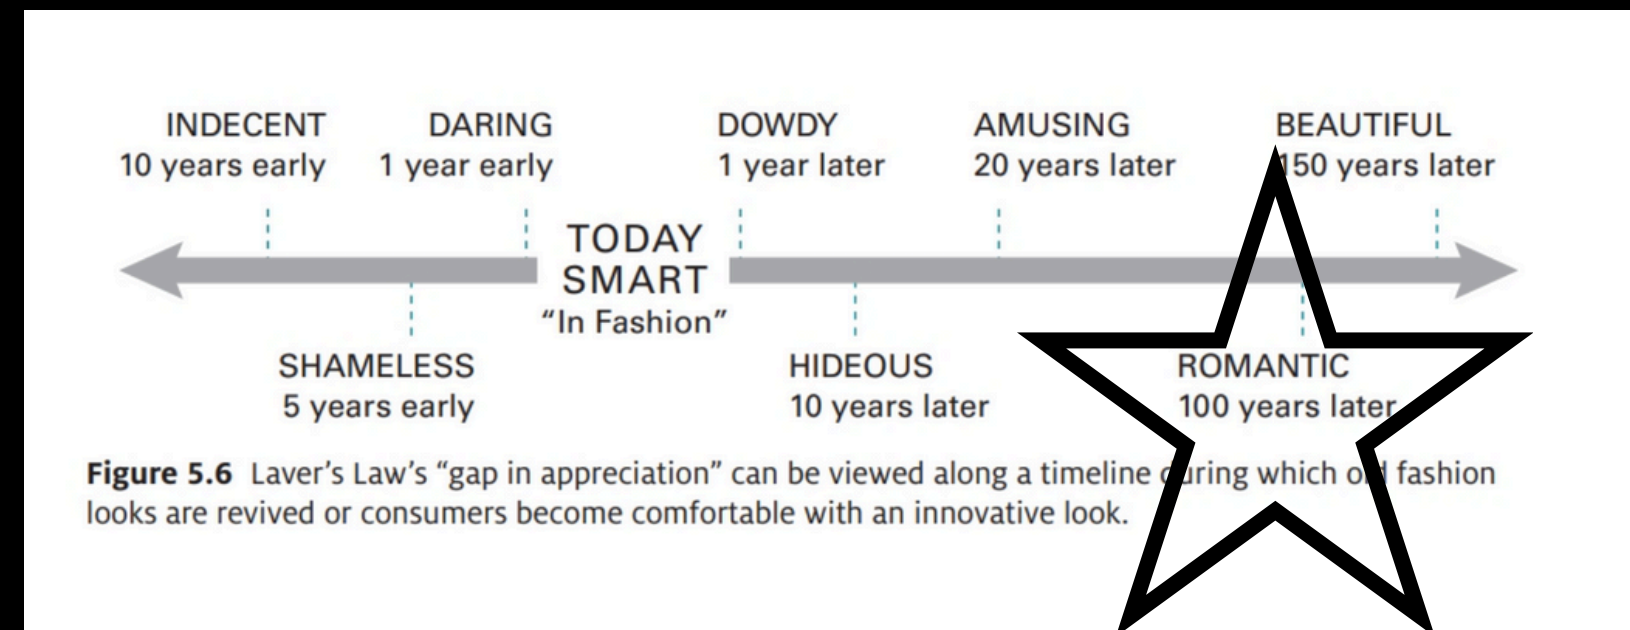 INDECENT
10 years early
DARING
1 year early
DOWDY
1 year later
AMUSING
20 years later
BEAUTIFUL
150 years later
TODAY
SMART
“In Fashion”
SHAMELESS
5 years early
HIDEOUS
10 years later
ROMANTIC
100 years later
Figure 5.6 Laver’s Law’s “gap in appreciation” can be viewed along a timeline during which old fashion
looks are revived or consumers become comfortable with an innovative look.